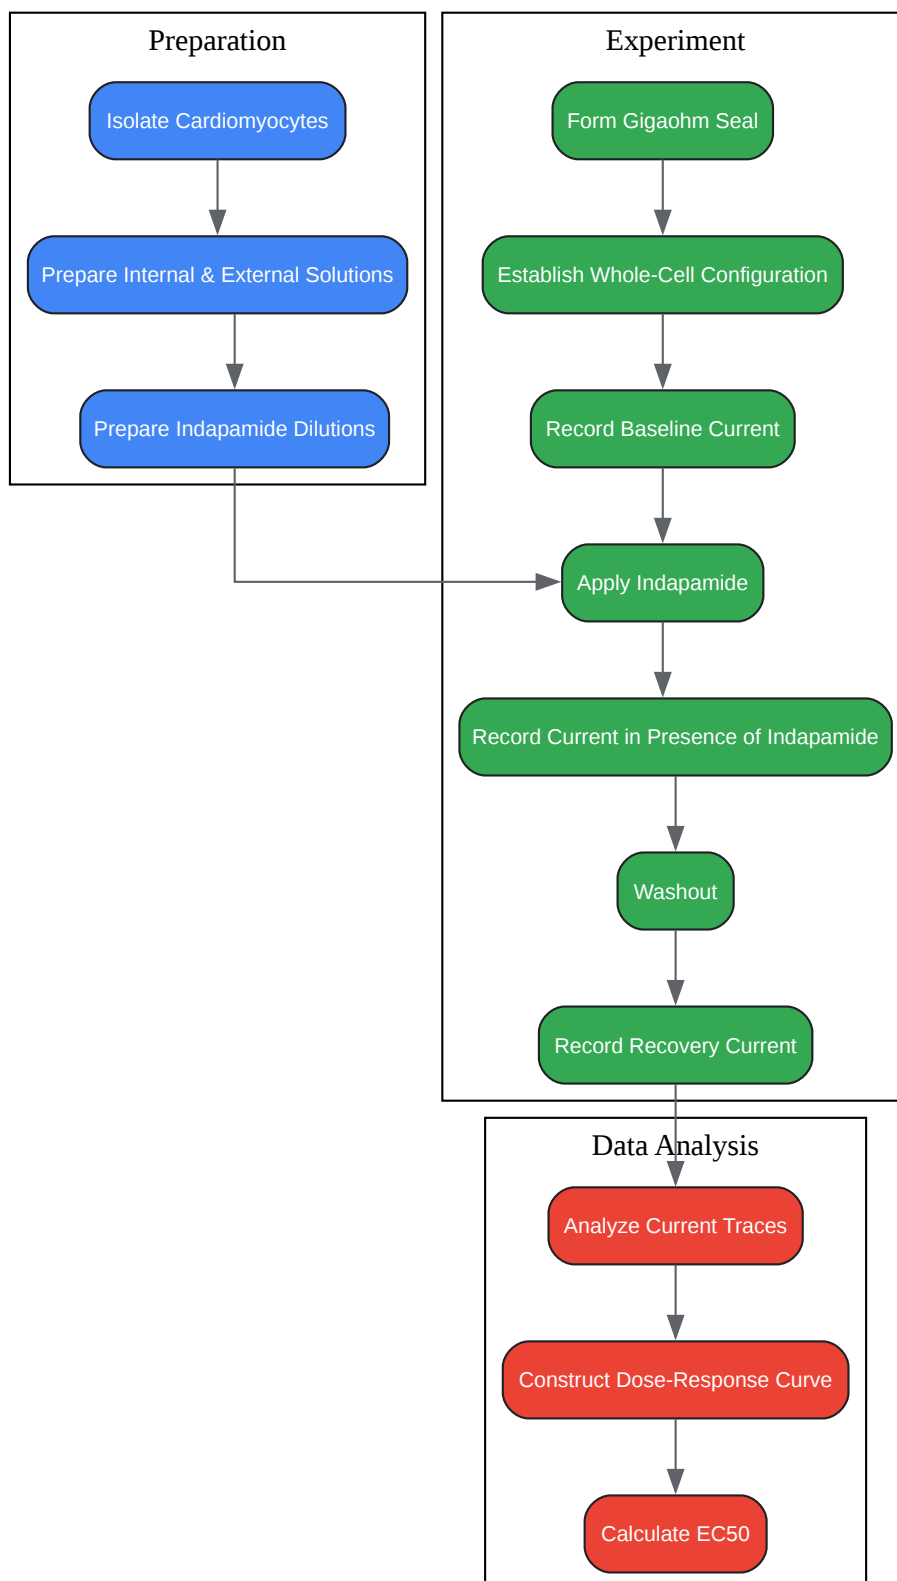 Preparation
Isolate Cardiomyocytes
Prepare Internal & External Solutions
Prepare Indapamide Dilutions
Experiment
Form Gigaohm Seal
Establish Whole-Cell Configuration
Record Baseline Current
Apply Indapamide
Record Current in Presence of Indapamide
Washout
Record Recovery Current
Data Analysis
Analyze Current Traces
Construct Dose-Response Curve
Calculate EC50